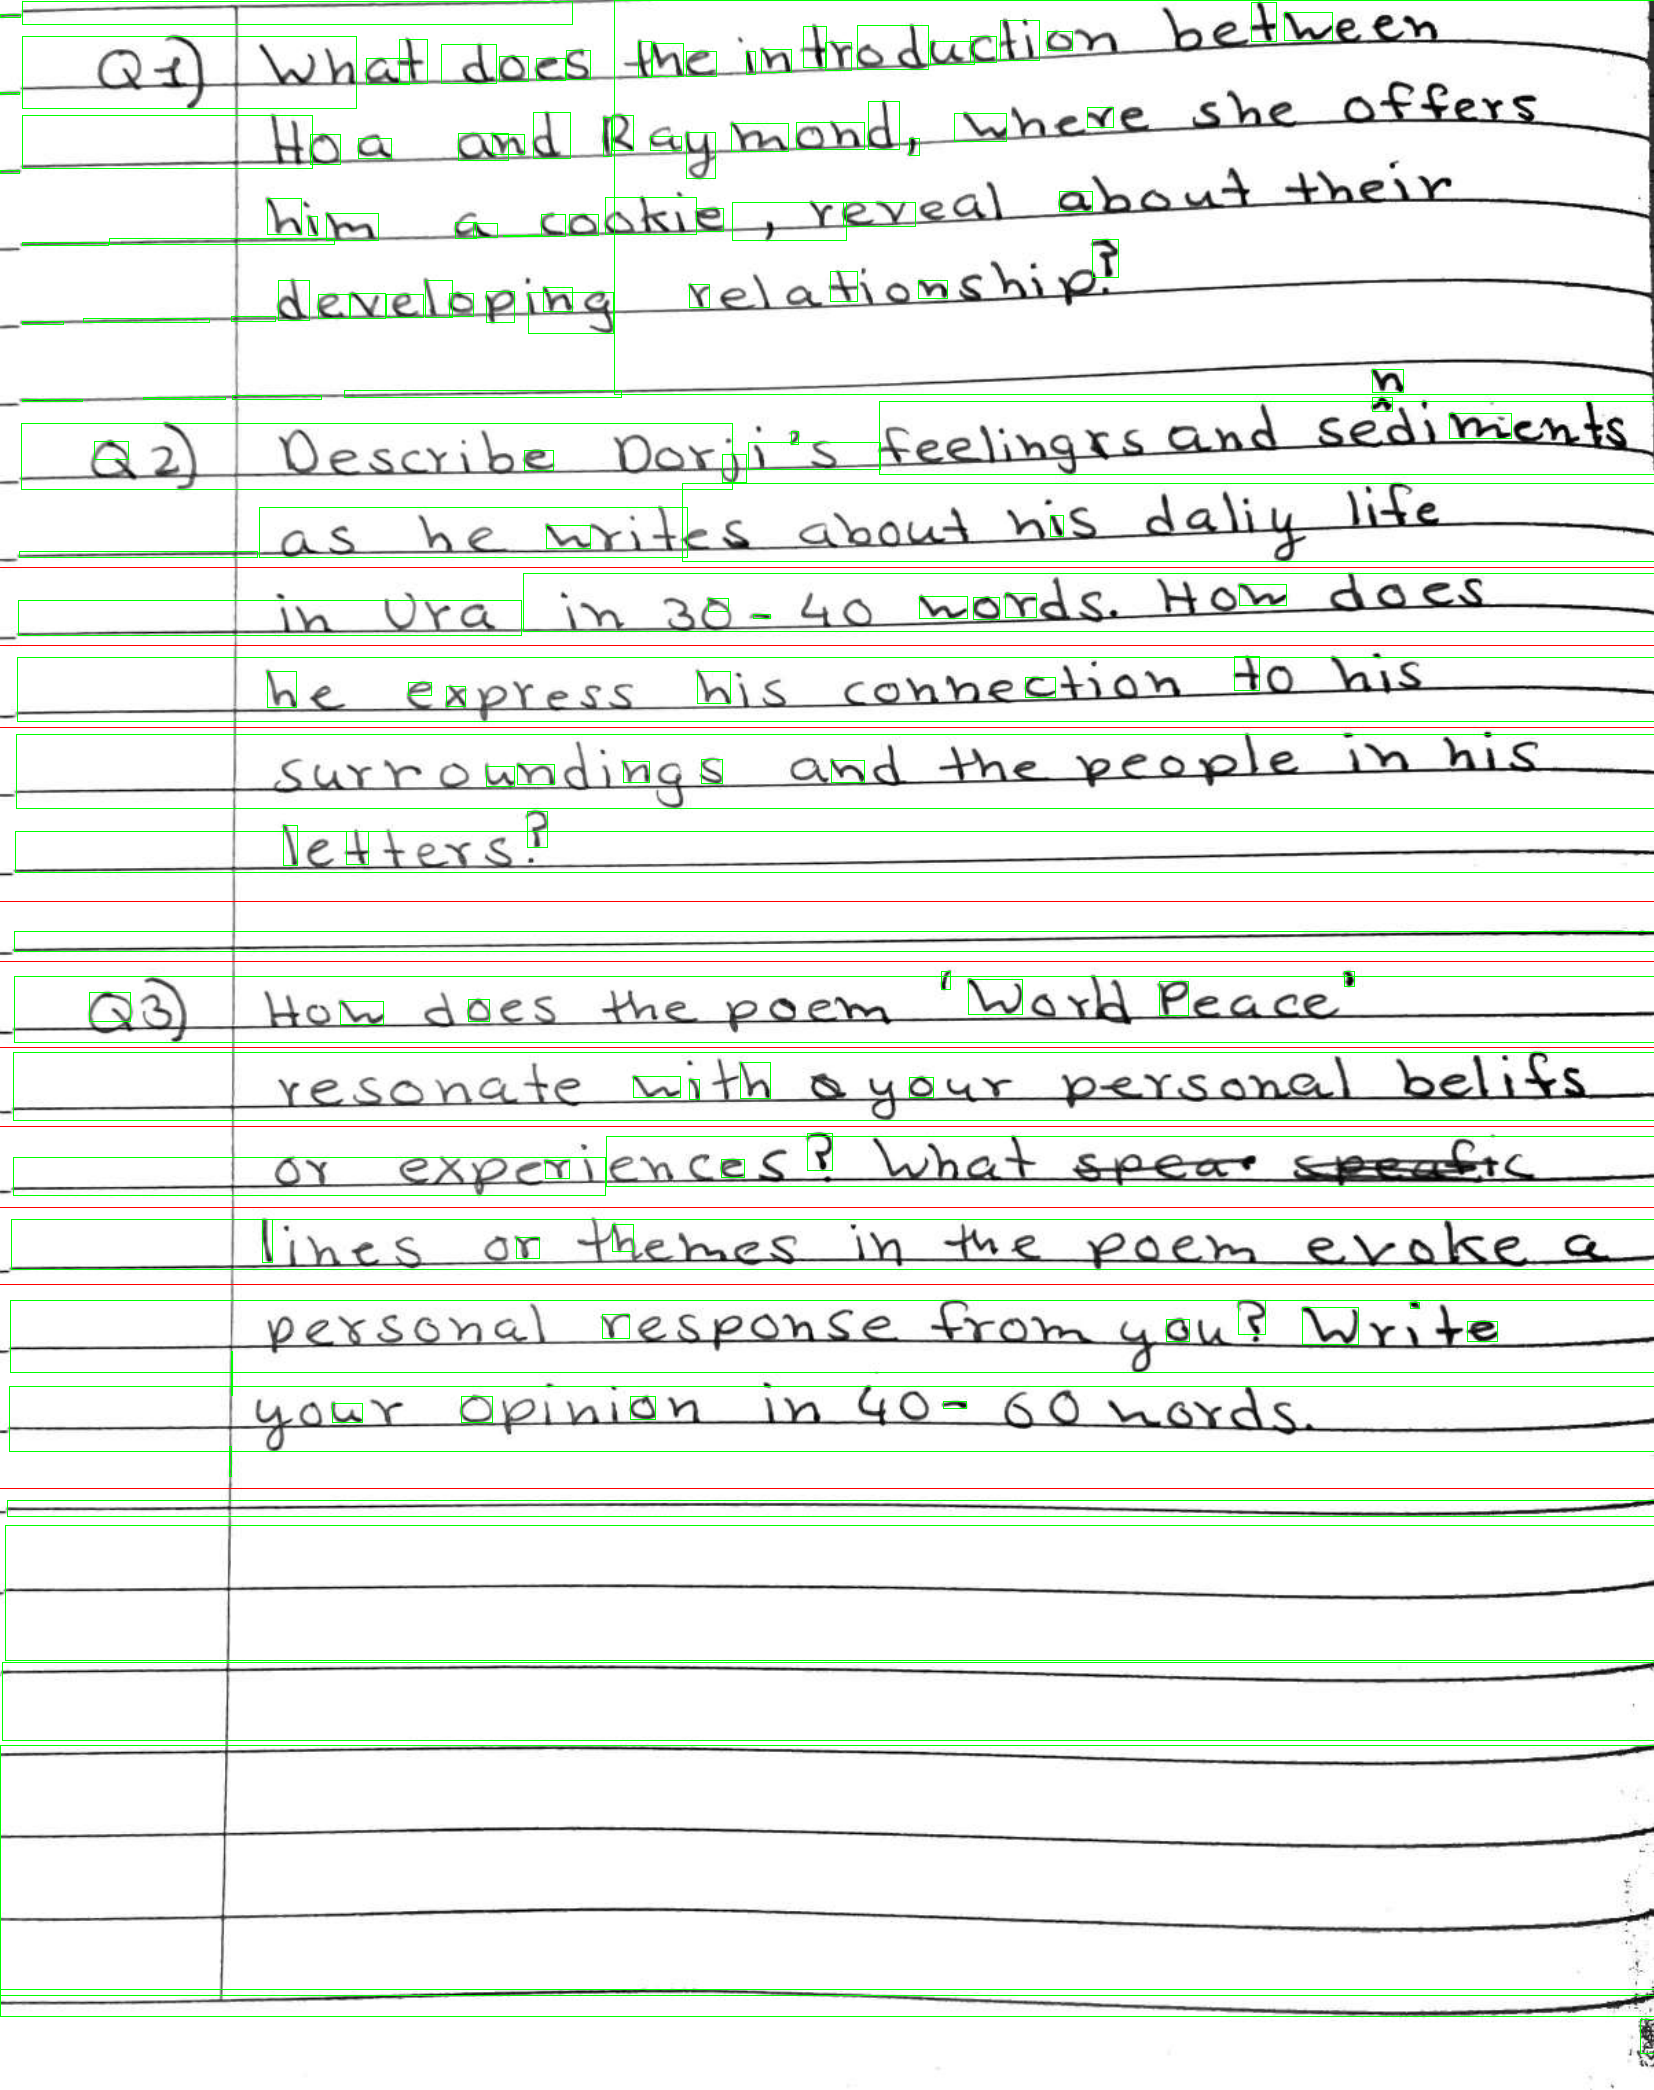 Q1) What does the introduction between
Hoa and Raymond, where she offers
him a cookie, reveal about their
developing relationship?
Q2) Describe Dorji's feelings and sendiments
as he writes about his daliy life
in Ura in 30-40 words. How does
he express his connection to his
surroundings and the people in his
letters?
Q3) How does the poem "World Peace"
resonate with your personal belifs
or experiences? What
lines or themes in the poem evoke a
personal response from you? Write
your opinion in 40-60 words.